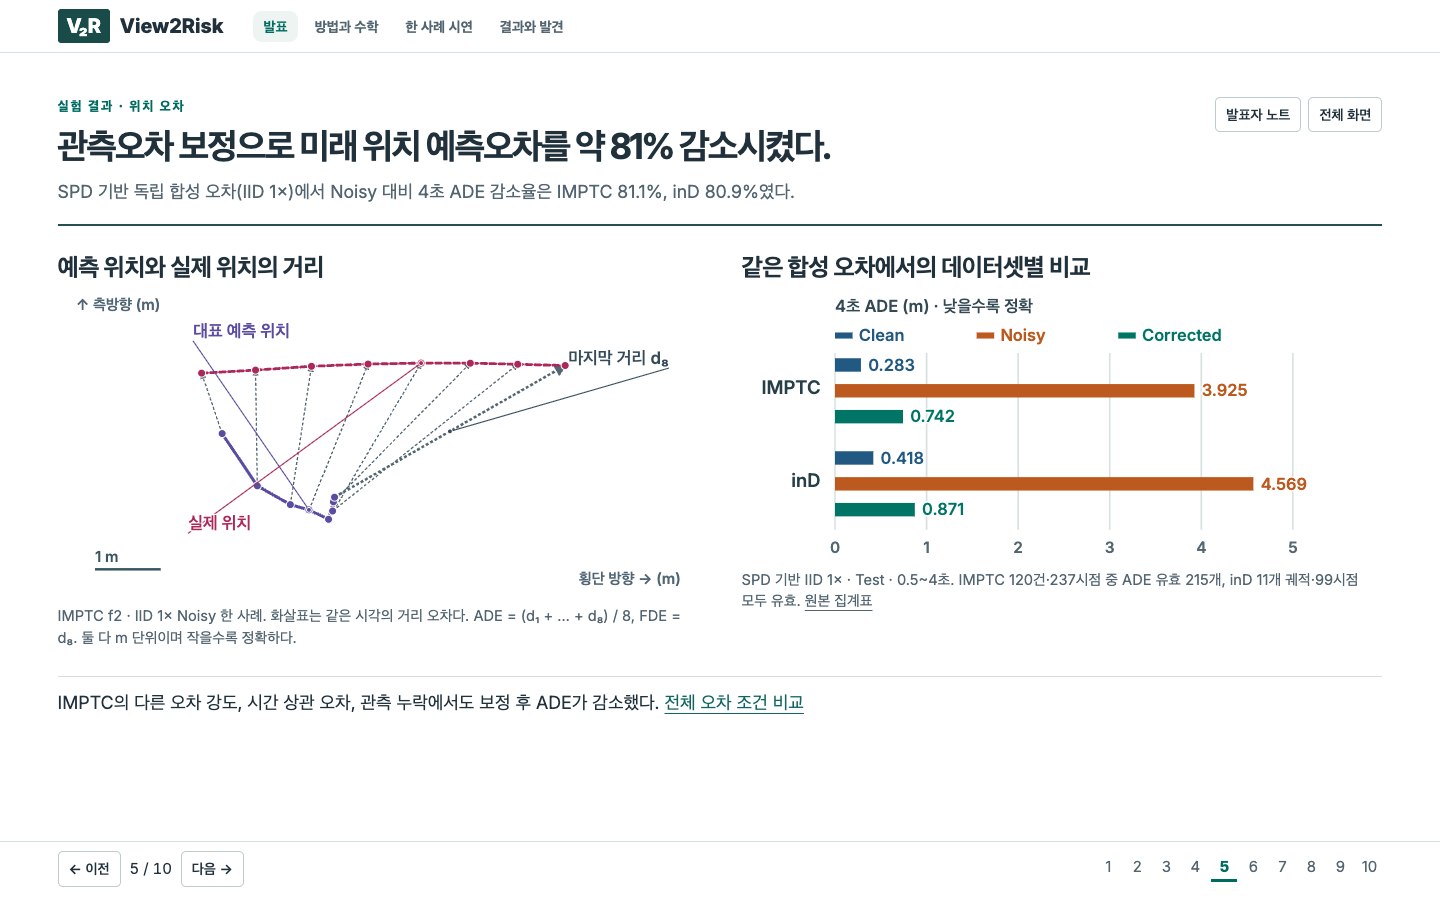 V₂R View2Risk 발표 방법과 수학 한 사례 시연 결과와 발견
실험 결과 · 위치 오차
발표자 노트 전체 화면
관측오차 보정으로 미래 위치 예측오차를 약 81% 감소시켰다.
SPD 기반 독립 합성 오차(IID 1×)에서 Noisy 대비 4초 ADE 감소율은 IMPTC 81.1%, inD 80.9%였다.
예측 위치와 실제 위치의 거리
↑ 측방향 (m)
대표 예측 위치
마지막 거리 d₈
실제 위치
1 m
횡단 방향 → (m)
IMPTC f2 · IID 1× Noisy 한 사례. 화살표는 같은 시각의 거리 오차다. ADE = (d₁ + … + d₈) / 8, FDE =
d₈. 둘 다 m 단위이며 작을수록 정확하다.
같은 합성 오차에서의 데이터셋별 비교
4초 ADE (m) · 낮을수록 정확
Clean Noisy Corrected
IMPTC
0.283
3.925
0.742
inD
0.418
4.569
0.871
0 1 2 3 4 5
SPD 기반 IID 1× · Test · 0.5~4초. IMPTC 120건·237시점 중 ADE 유효 215개, inD 11개 궤적·99시점
모두 유효. 원본 집계표
IMPTC의 다른 오차 강도, 시간 상관 오차, 관측 누락에서도 보정 후 ADE가 감소했다. 전체 오차 조건 비교
← 이전 5 / 10 다음 →
1 2 3 4 5 6 7 8 9 10